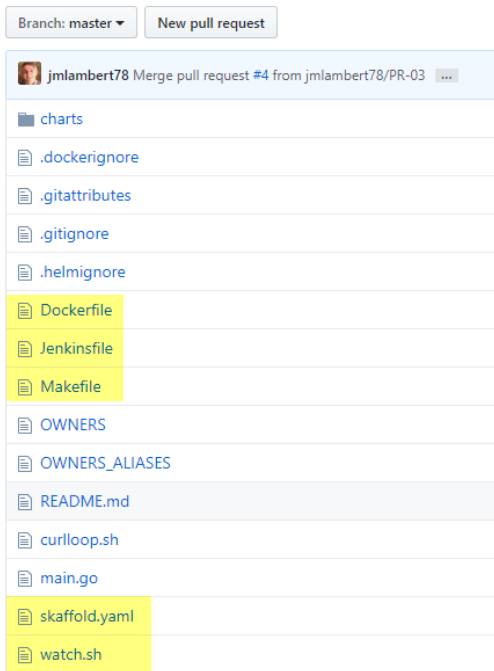 Branch: master New pull request
jmlambert78 Merge pull request #4 from jmlambert78/PR-03 ...
charts
.dockerignore
.gitattributes
.gitignore
.helmignore
Dockerfile
Jenkinsfile
Makefile
OWNERS
OWNERS_ALIASES
README.md
curlloop.sh
main.go
skaffold.yaml
watch.sh